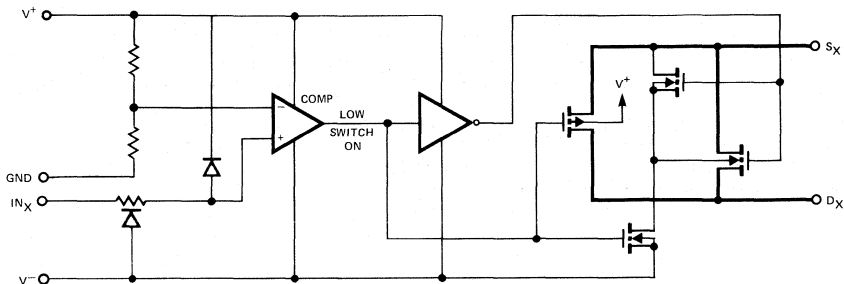 V+
GND
INX
V−
−
+
COMP
LOW
SWITCH
ON
V+
SX
DX